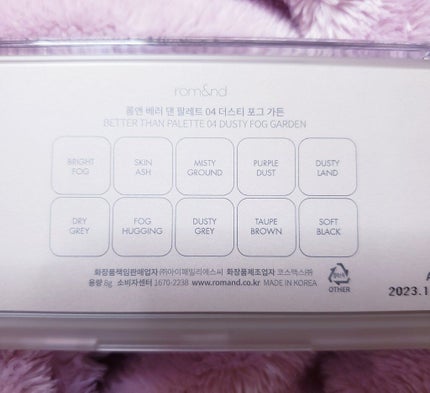 rom&nd
롬앤 베러 댄 팔레트 04 더스티 포그 가든
BETTER THAN PALETTE 04 DUSTY FOG GARDEN
BRIGHT FOG
SKIN ASH
MISTY GROUND
PURPLE DUST
DUSTY LAND
DRY GREY
FOG HUGGING
DUSTY GREY
TAUPE BROWN
SOFT BLACK
화장품책임판매업자 ㈜아이패밀리에스씨 화장품제조업자 코스맥스㈜
용량 8g 소비자센터 1670-2238 www.romand.co.kr MADE IN KOREA
OTHER
2023.1